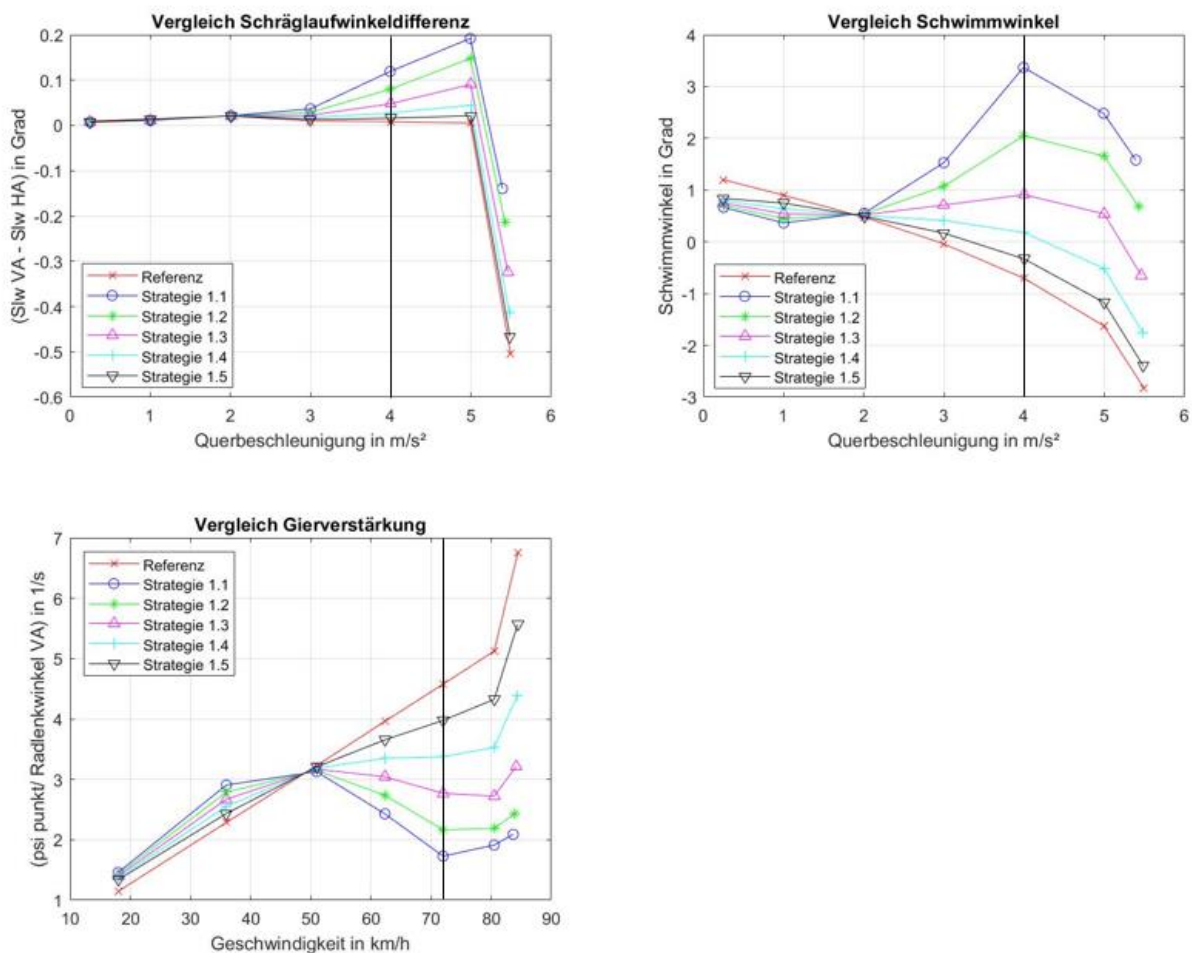 Vergleich Schräglaufwinkeldifferenz
(Slw VA - Slw HA) in Grad
0.2
0.1
0
-0.1
-0.2
-0.3
-0.4
-0.5
-0.6
Referenz
Strategie 1.1
Strategie 1.2
Strategie 1.3
Strategie 1.4
Strategie 1.5
0 1 2 3 4 5 6
Querbeschleunigung in m/s²
Vergleich Schwimmwinkel
Schwimmwinkel in Grad
4
3
2
1
0
-1
-2
-3
Referenz
Strategie 1.1
Strategie 1.2
Strategie 1.3
Strategie 1.4
Strategie 1.5
0 1 2 3 4 5 6
Querbeschleunigung in m/s²
Vergleich Gierverstärkung
(psi punkt/ Radlenkwinkel VA) in 1/s
7
6
5
4
3
2
1
Referenz
Strategie 1.1
Strategie 1.2
Strategie 1.3
Strategie 1.4
Strategie 1.5
10 20 30 40 50 60 70 80 90
Geschwindigkeit in km/h